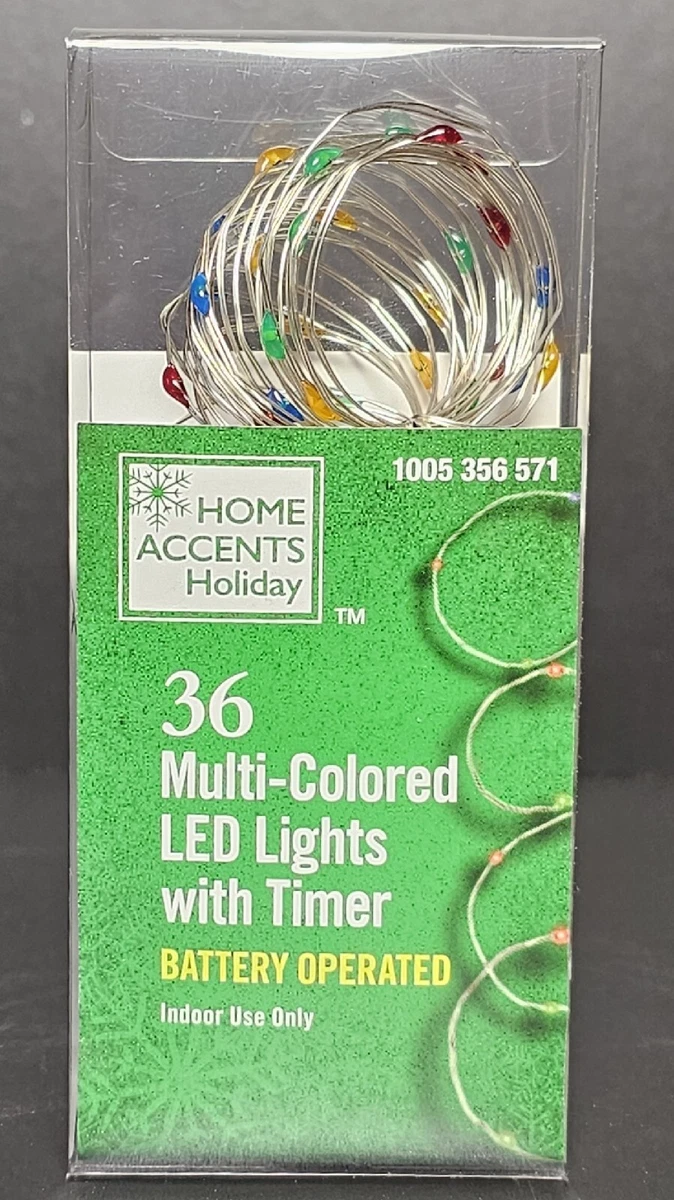 1005 356 571
HOME
ACCENTS
Holiday
TM
36
Multi-Colored
LED Lights
with Timer
BATTERY OPERATED
Indoor Use Only